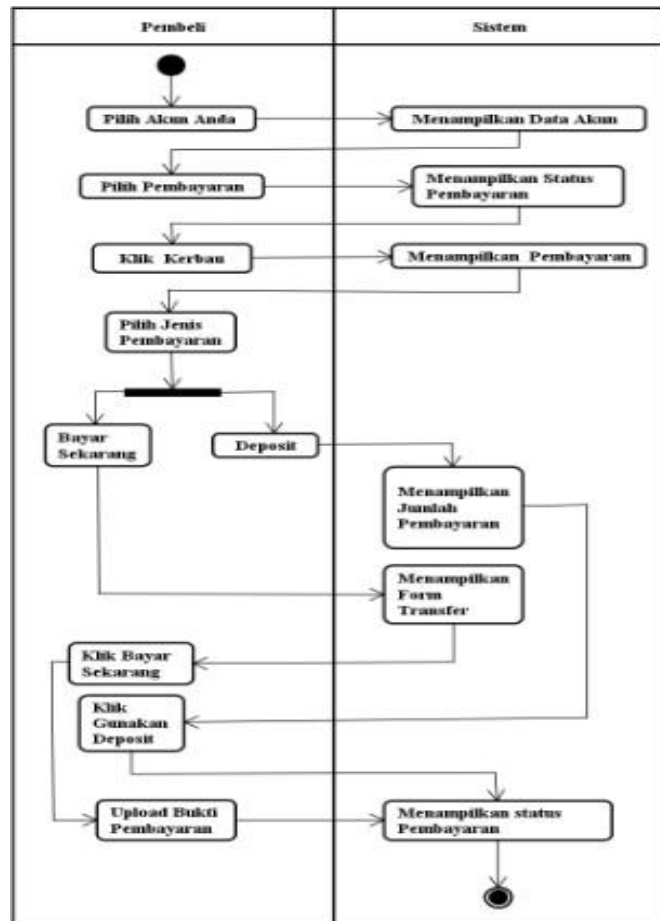 Pembeli
Sistem
Pilih Akun Anda
Menampilkan Data Akun
Pilih Pembayaran
Menampilkan Status
Pembayaran
Klik Kerbau
Menampilkan Pembayaran
Pilih Jenis
Pembayaran
Bayar
Sekarang
Deposit
Menampilkan
Jumlah
Pembayaran
Menampilkan
Form
Transfer
Klik Bayar
Sekarang
Klik
Gunakan
Deposit
Upload Bukti
Pembayaran
Menampilkan status
Pembayaran